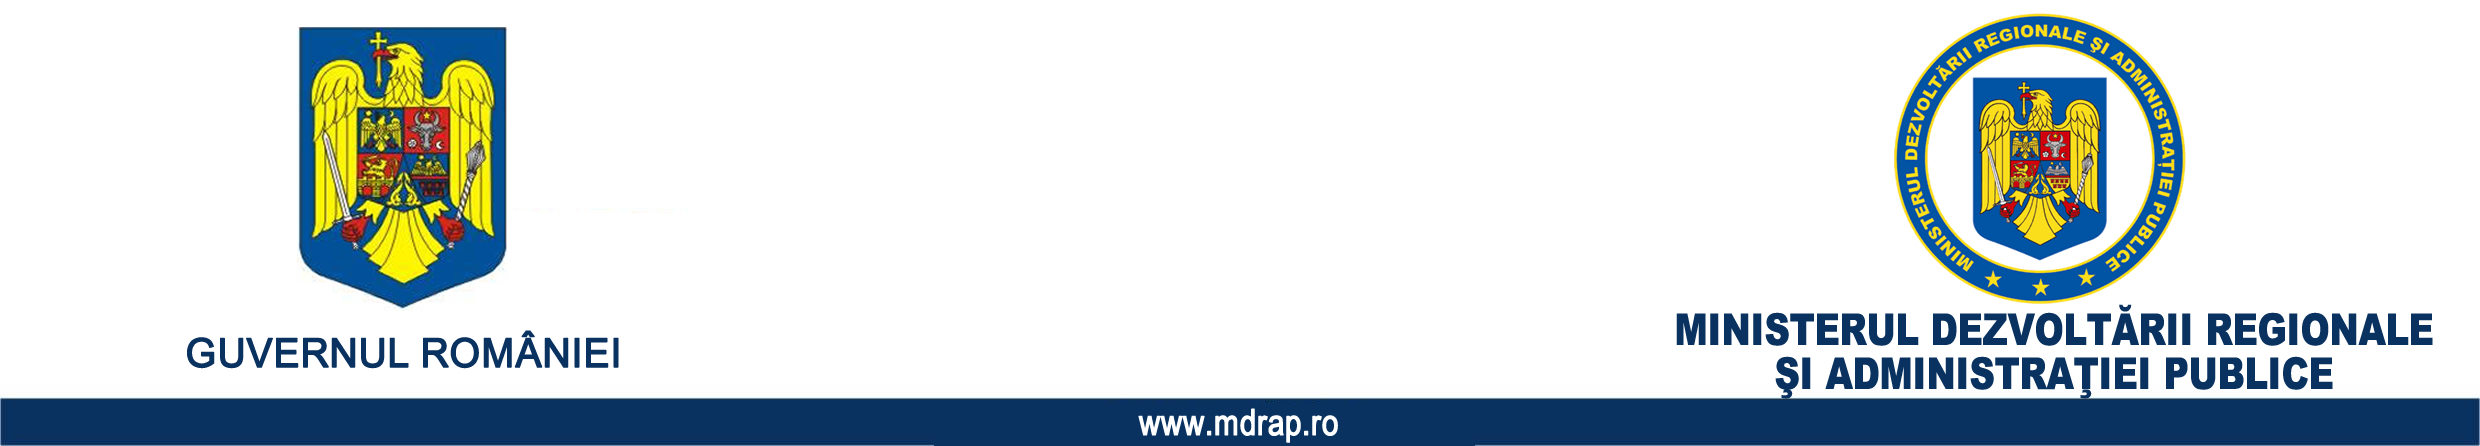 GUVERNUL ROMÂNIEI
MINISTERUL DEZVOLTĂRII REGIONALE ŞI ADMINISTRAŢIEI PUBLICE
MINISTERUL DEZVOLTĂRII REGIONALE
ŞI ADMINISTRAŢIEI PUBLICE
www.mdrap.ro